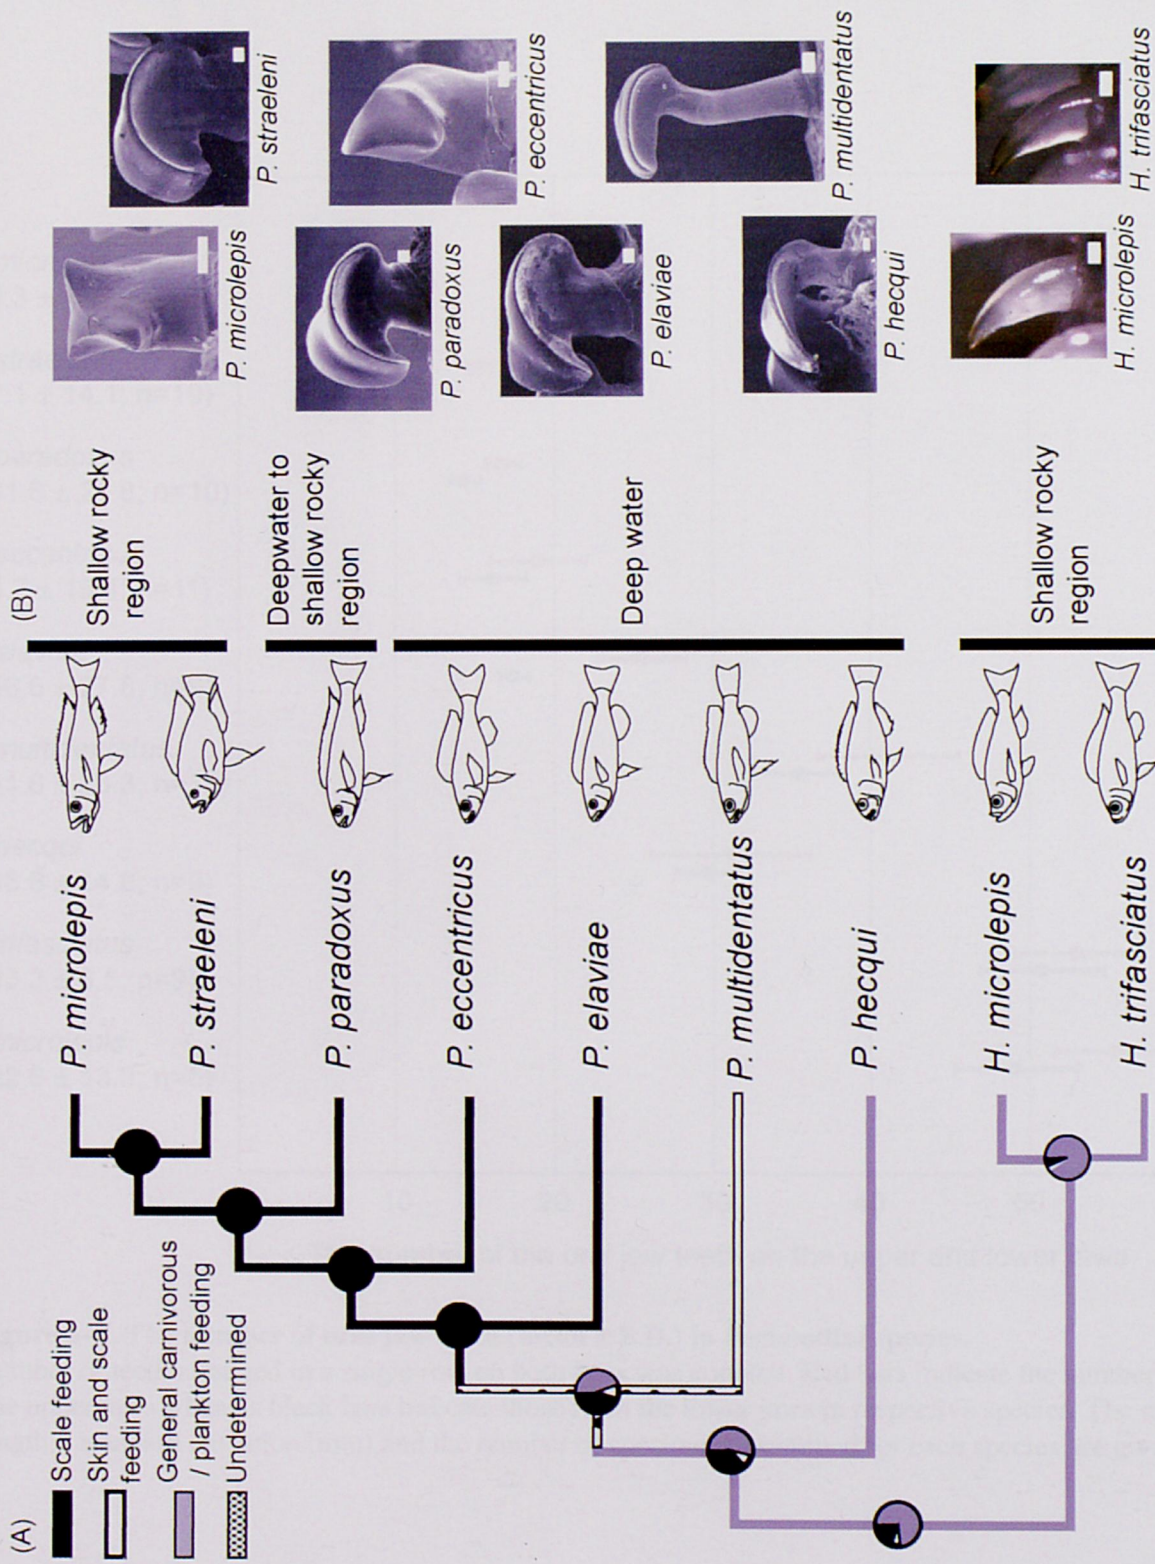 (A)
Scale feeding
Skin and scale
feeding
General carnivorous
/ plankton feeding
Undetermined
P. microlepis
P. straeleni
P. paradoxus
P. eccentricus
P. elaviae
P. multidentatus
P. hecqui
H. microlepis
H. trifasciatus
(B)
Shallow rocky
region
Deepwater to
shallow rocky
region
Deep water
Shallow rocky
region
P. microlepis
P. straeleni
P. paradoxus
P. eccentricus
P. elaviae
P. multidentatus
P. hecqui
H. microlepis
H. trifasciatus